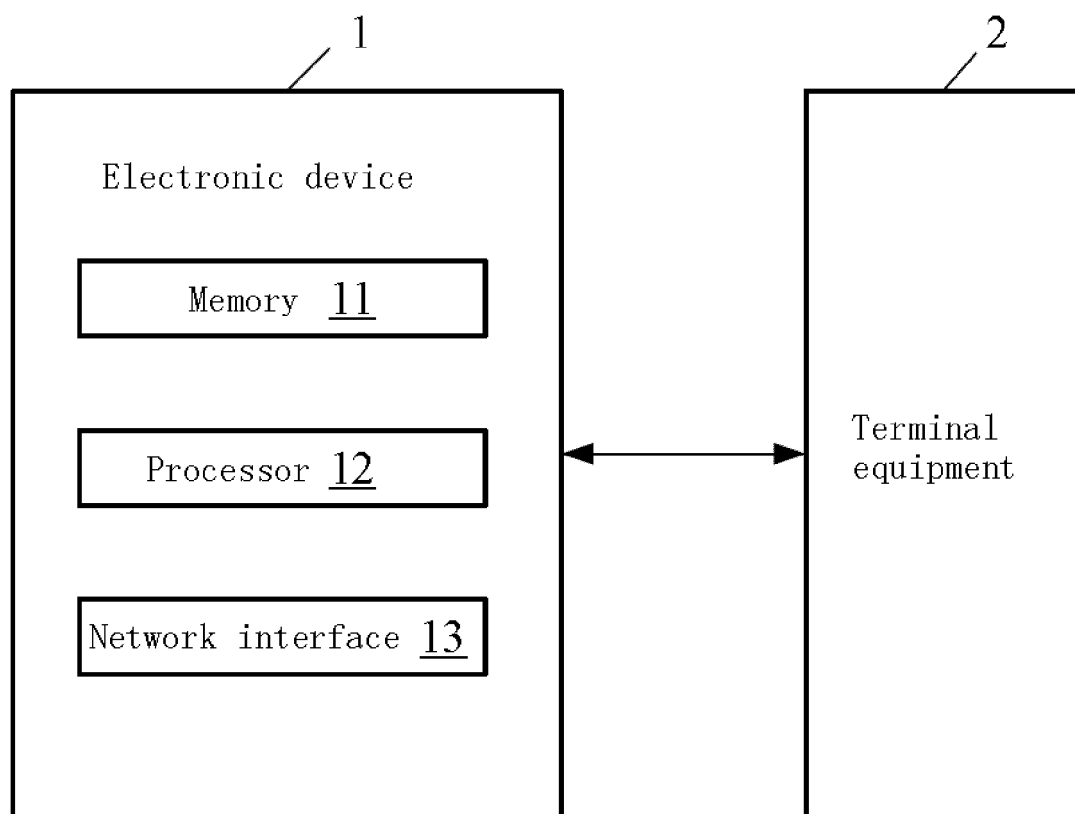 1
2
Electronic device
Memory 11
Processor 12
Network interface 13
Terminal
equipment